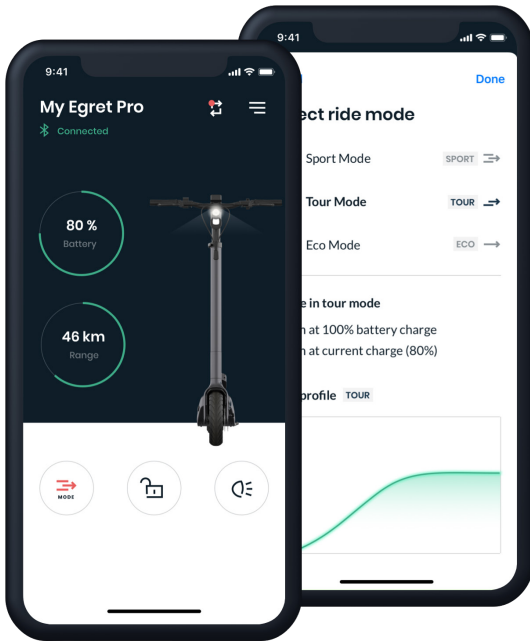 9:41
My Egret Pro
Connected
80 %
Battery
46 km
Range
MODE
9:41
Done
ect ride mode
Sport Mode SPORT
Tour Mode TOUR
Eco Mode ECO
e in tour mode
n at 100% battery charge
n at current charge (80%)
profile TOUR